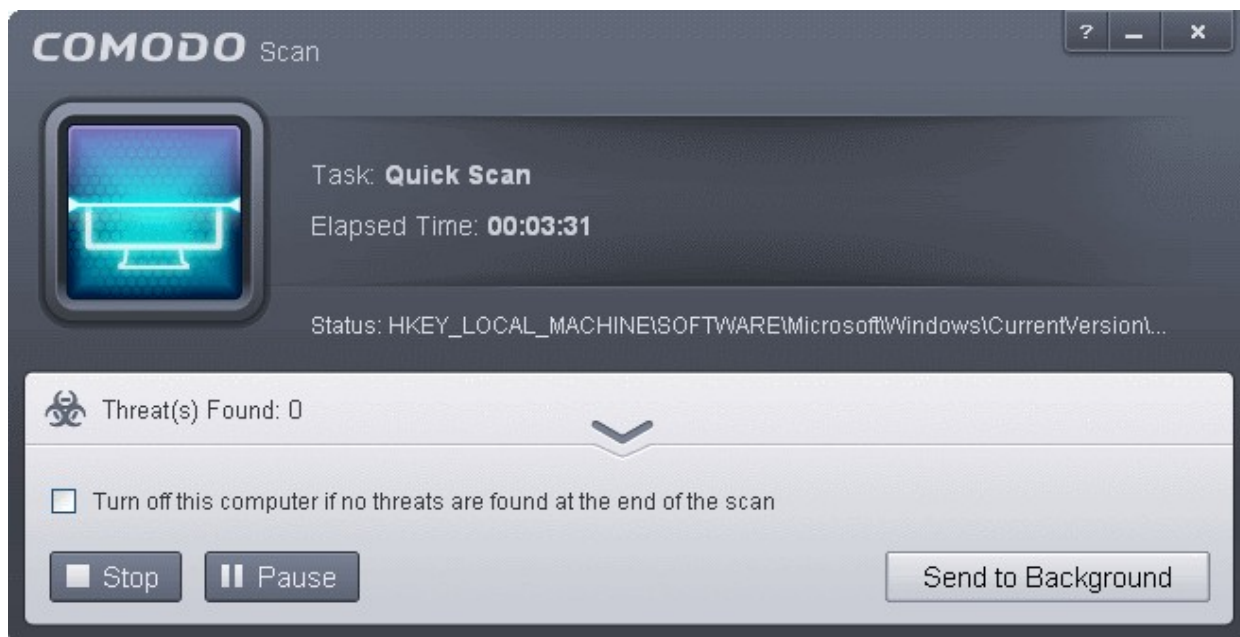 COMODO Scan
?
Task: Quick Scan
Elapsed Time: 00:03:31
Status: HKEY_LOCAL_MACHINE\SOFTWARE\Microsoft\Windows\CurrentVersion\...
Threat(s) Found: 0
Turn off this computer if no threats are found at the end of the scan
Stop Pause Send to Background